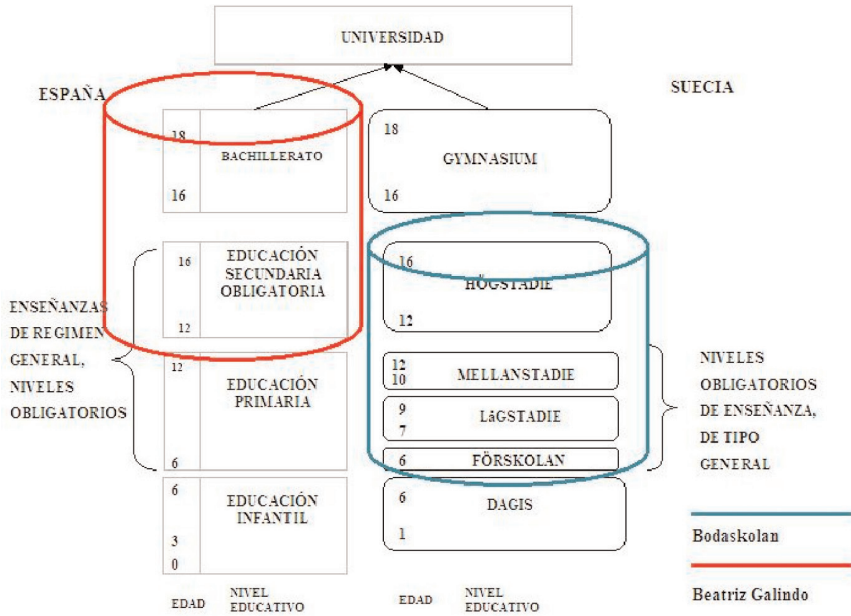 UNIVERSIDAD
ESPAÑA
SUECIA
18
BACHILLERATO
16
18
GYMNASIUM
16
16
EDUCACIÓN
SECUNDARIA
OBLIGATORIA
12
16
HÖGSTADIE
12
ENSEÑANZAS
DE REGIMEN
GENERAL,
NIVELES
OBLIGATORIOS
12
EDUCACIÓN
PRIMARIA
6
12
10
MELLANSTADIE
9
7
LåGSTADIE
6
FÖRSKOLAN
NIVELES
OBLIGATORIOS
DE ENSEÑANZA,
DE TIPO
GENERAL
6
EDUCACIÓN
INFANTIL
3
0
6
DAGIS
1
Bodaskolan
Beatriz Galindo
EDAD
NIVEL
EDUCATIVO
EDAD
NIVEL
EDUCATIVO